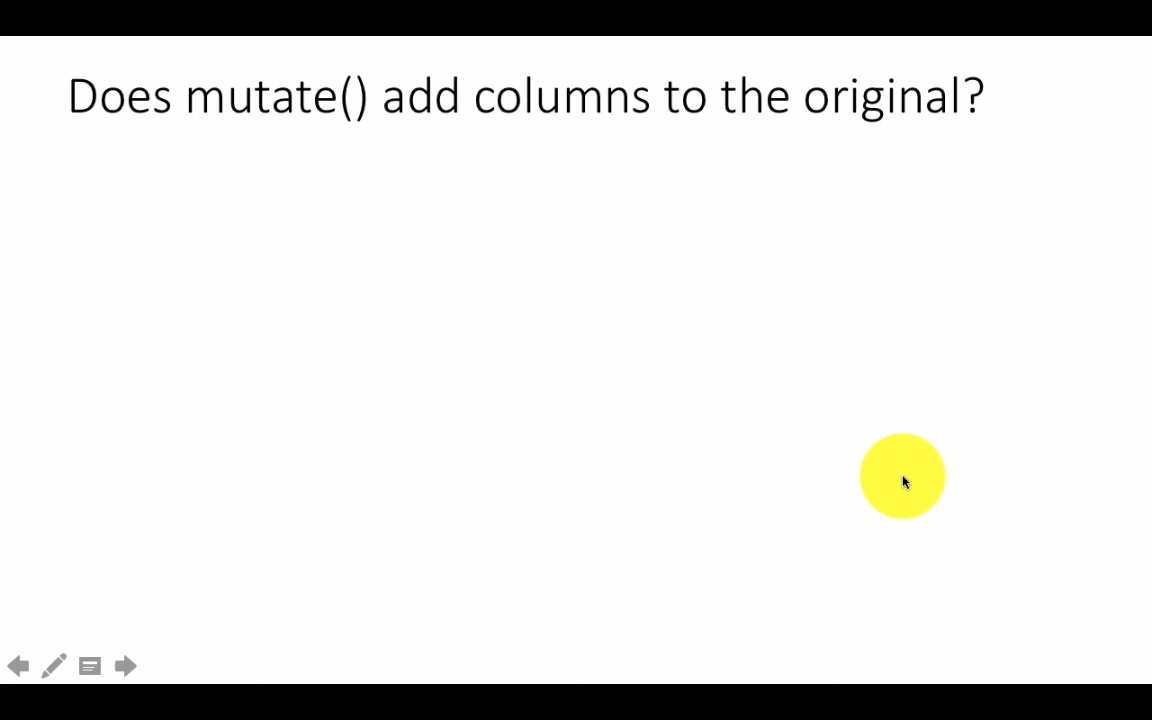 Does mutate() add columns to the original?